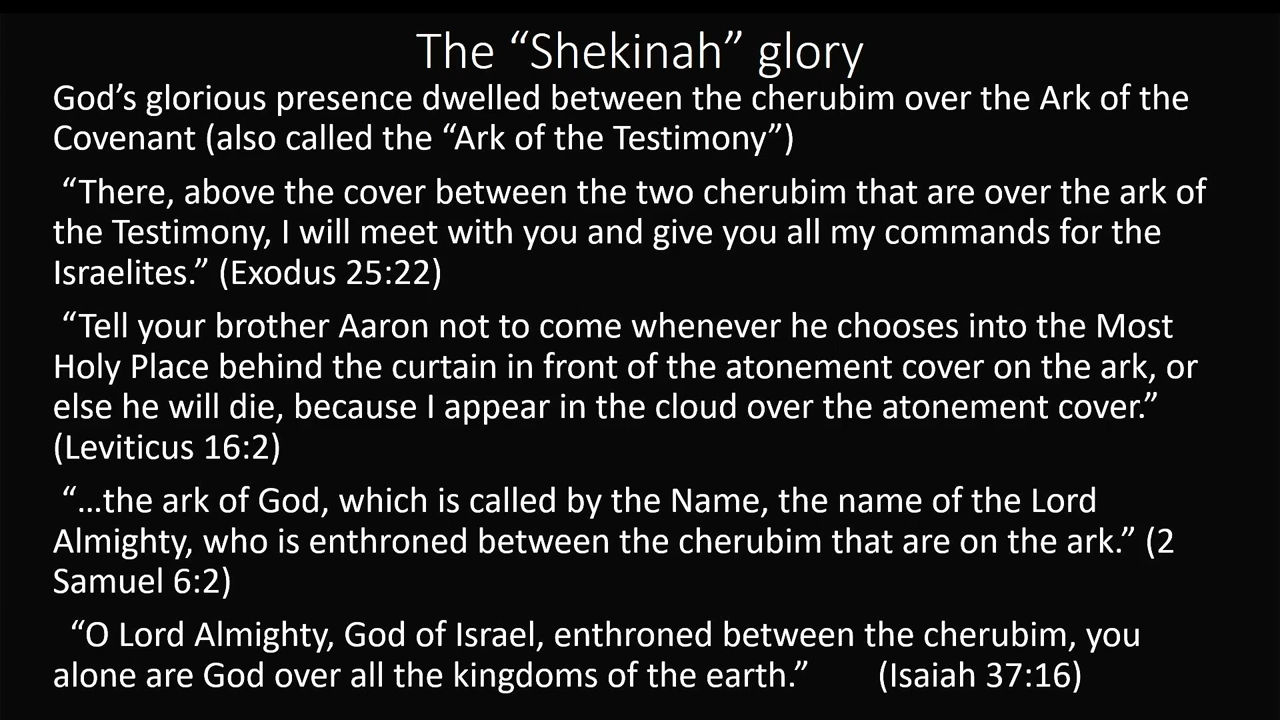 The “Shekinah” glory
God’s glorious presence dwelled between the cherubim over the Ark of the
Covenant (also called the “Ark of the Testimony”)
“There, above the cover between the two cherubim that are over the ark of
the Testimony, I will meet with you and give you all my commands for the
Israelites.” (Exodus 25:22)
“Tell your brother Aaron not to come whenever he chooses into the Most
Holy Place behind the curtain in front of the atonement cover on the ark, or
else he will die, because I appear in the cloud over the atonement cover.”
(Leviticus 16:2)
“…the ark of God, which is called by the Name, the name of the Lord
Almighty, who is enthroned between the cherubim that are on the ark.” (2
Samuel 6:2)
“O Lord Almighty, God of Israel, enthroned between the cherubim, you
alone are God over all the kingdoms of the earth.” (Isaiah 37:16)